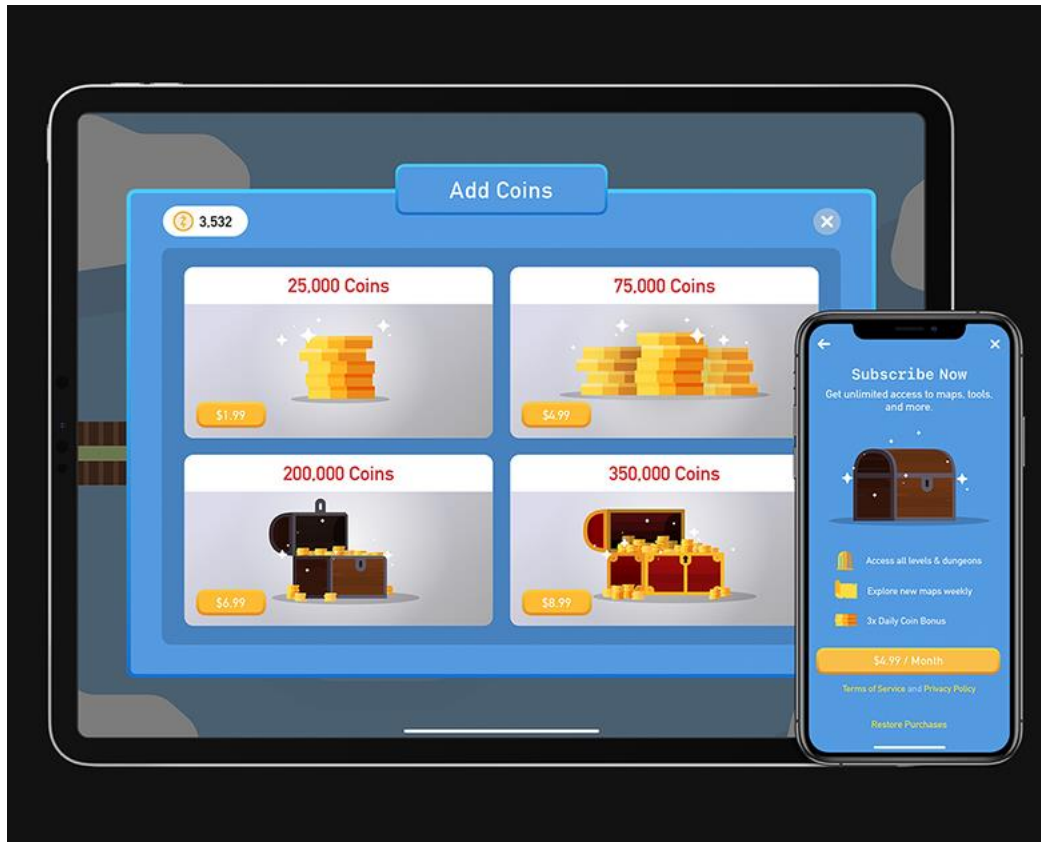 Add Coins
3,532
25,000 Coins
75,000 Coins
$1.99
$4.99
200,000 Coins
350,000 Coins
$6.99
$8.99
Subscribe Now
Get unlimited access to maps, tools,
and more.
Access all levels & dungeons
Explore new maps weekly
3x Daily Coin Bonus
$4.99 / Month
Terms of Service and Privacy Policy
Restore Purchases